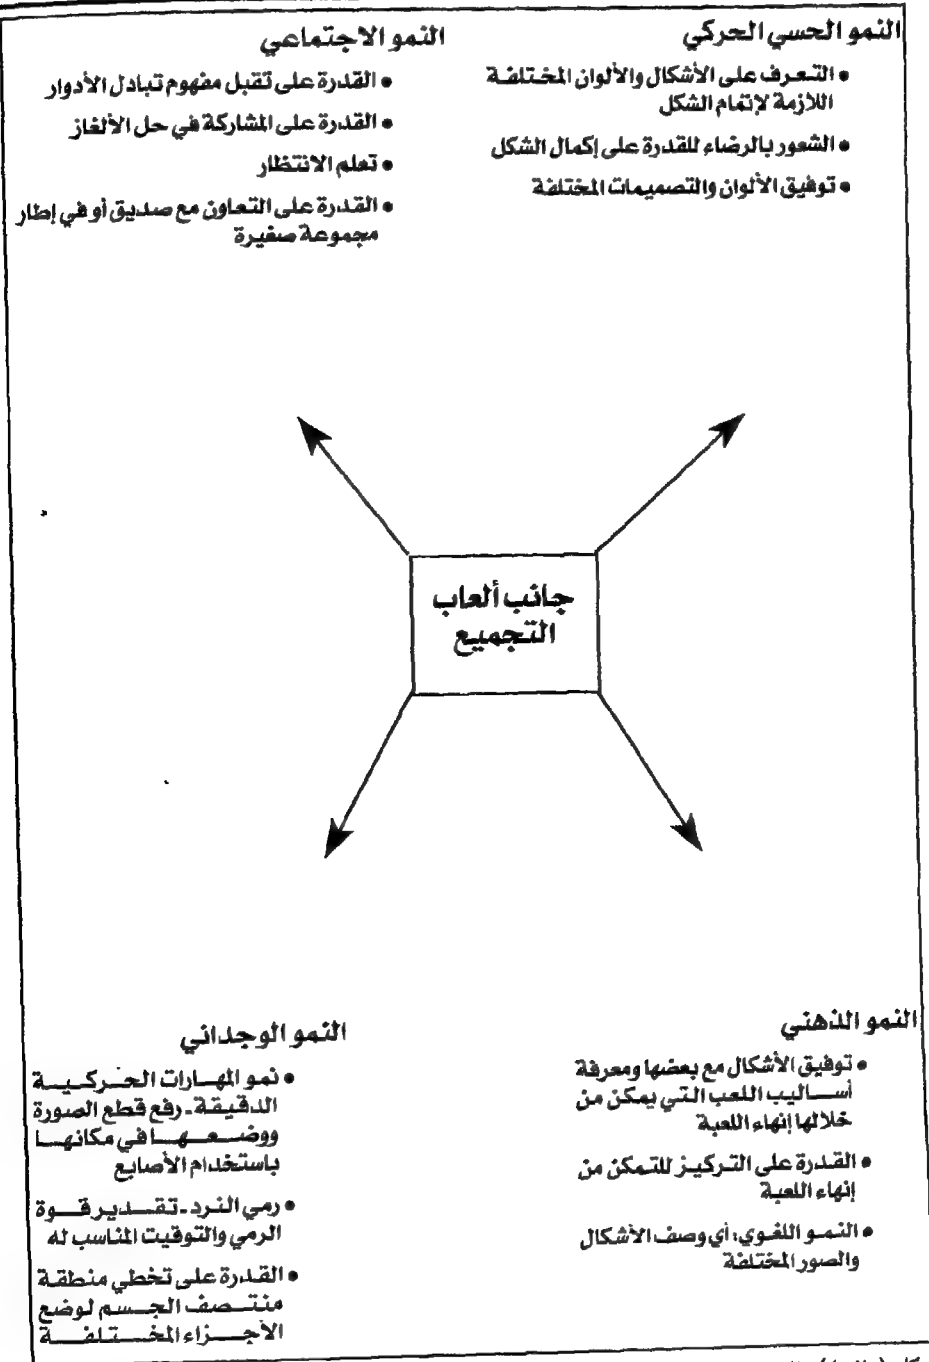 النمو الحسي الحركي
• التعرف على الأشكال والألوان المختلفة
اللازمة لإتمام الشكل
• الشعور بالرضاء للقدرة على إكمال الشكل
• توفيق الألوان والتصميمات المختلفة
النمو الاجتماعي
• القدرة على تقبل مفهوم تبادل الأدوار
• القدرة على المشاركة في حل الألغاز
• تعلم الانتظار
• القدرة على التعاون مع صديق أو في إطار
مجموعة صغيرة
جانب ألعاب
التجميع
النمو الذهني
• توفيق الأشكال مع بعضها ومعرفة
أساليب اللعب التي يمكن من
خلالها إنهاء اللعبة
• القدرة على التركيز للتمكن من
إنهاء اللعبة
• النمو اللغوي: أي وصف الأشكال
والصور المختلفة
النمو الوجداني
• نمو المهارات الحركية
الدقيقة - رفع قطع الصورة
ووضعها في مكانها
باستخدام الأصابع
• رمي النرد - تقدير قوة
الرمي والتوقيت المناسب له
• القدرة على تخطي منطقة
منتصف الجسم لوضع
الأجزاء المختلفة